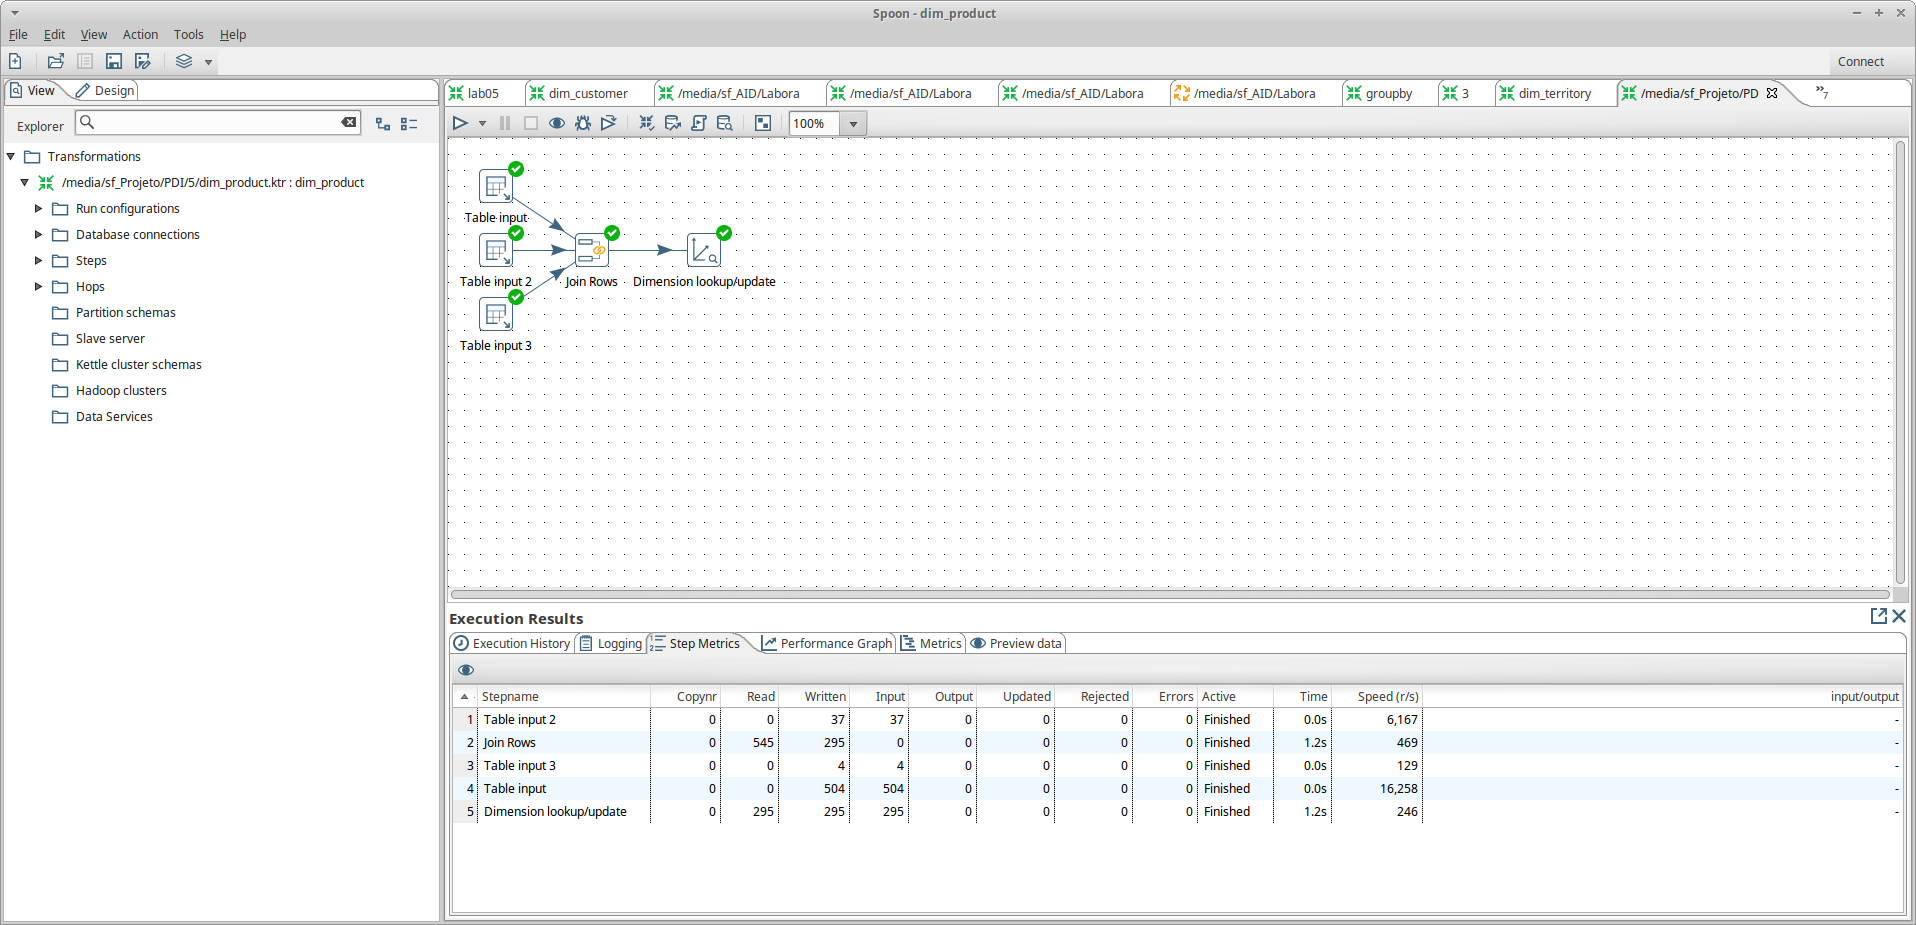 Spoon - dim_product
File Edit View Action Tools Help
Connect
View Design
Explorer
Transformations
/media/sf_Projeto/PDI/5/dim_product.ktr : dim_product
Run configurations
Database connections
Steps
Hops
Partition schemas
Slave server
Kettle cluster schemas
Hadoop clusters
Data Services
lab05 dim_customer /media/sf_AID/Labora /media/sf_AID/Labora /media/sf_AID/Labora /media/sf_AID/Labora groupby 3 dim_territory /media/sf_Projeto/PD »7
100%
Table input
Table input 2 Join Rows Dimension lookup/update
Table input 3
Execution Results
Execution History Logging Step Metrics Performance Graph Metrics Preview data
Stepname Copynr Read Written Input Output Updated Rejected Errors Active Time Speed (r/s) input/output
1 Table input 2 0 0 37 37 0 0 0 0 Finished 0.0s 6,167 -
2 Join Rows 0 545 295 0 0 0 0 0 Finished 1.2s 469 -
3 Table input 3 0 0 4 4 0 0 0 0 Finished 0.0s 129 -
4 Table input 0 0 504 504 0 0 0 0 Finished 0.0s 16,258 -
5 Dimension lookup/update 0 295 295 295 0 0 0 0 Finished 1.2s 246 -